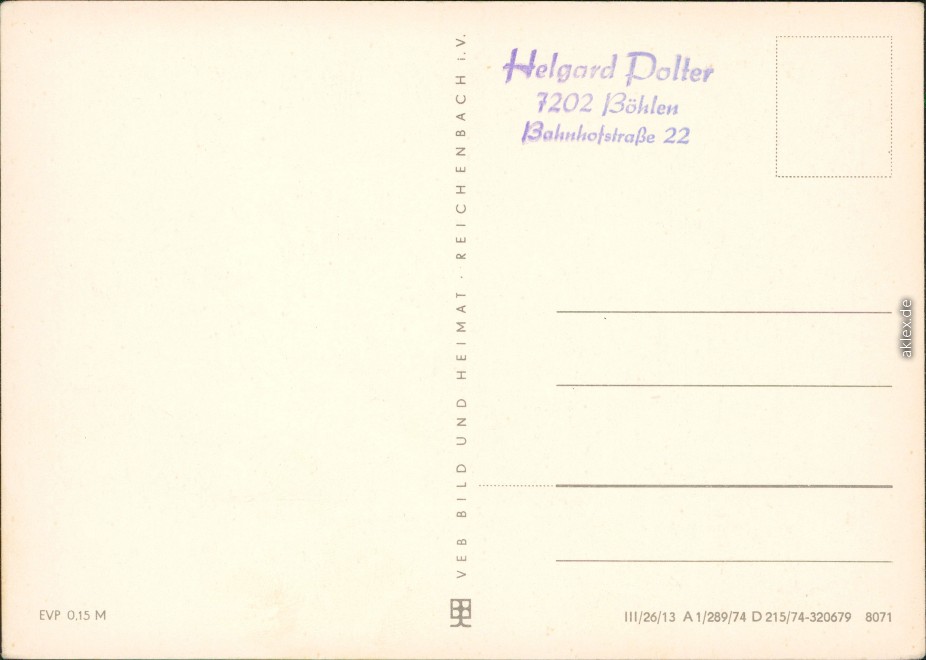 Helgard Polter
7202 Böhlen
Bahnhofstraße 22
VEB BILD UND HEIMAT · REICHENBACH i. V.
EVP 0,15 M
III/26/13 A 1/289/74 D 215/74-320679 8071
aklex.de